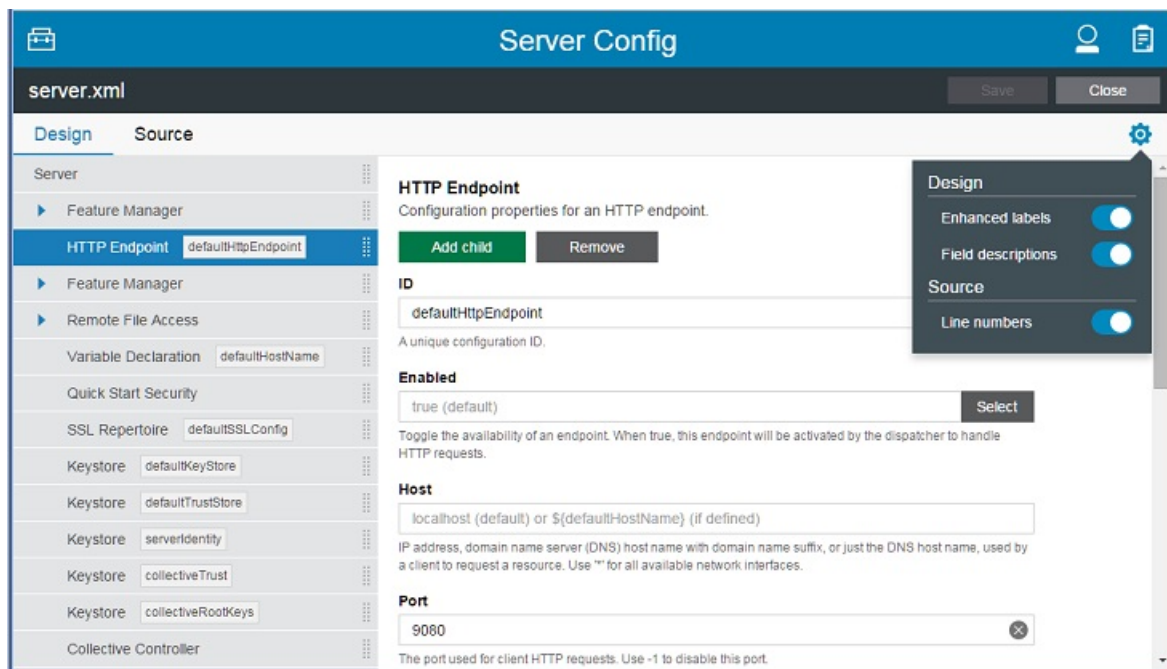 Server Config
server.xml
Save
Close
Design
Source
Server
Feature Manager
HTTP Endpoint defaultHttpEndpoint
Feature Manager
Remote File Access
Variable Declaration defaultHostName
Quick Start Security
SSL Repertoire defaultSSLConfig
Keystore defaultKeyStore
Keystore defaultTrustStore
Keystore serverIdentity
Keystore collectiveTrust
Keystore collectiveRootKeys
Collective Controller
HTTP Endpoint
Configuration properties for an HTTP endpoint.
Add child
Remove
ID
defaultHttpEndpoint
A unique configuration ID.
Enabled
true (default)
Select
Toggle the availability of an endpoint. When true, this endpoint will be activated by the dispatcher to handle
HTTP requests.
Host
localhost (default) or ${defaultHostName} (if defined)
IP address, domain name server (DNS) host name with domain name suffix, or just the DNS host name, used by
a client to request a resource. Use '*' for all available network interfaces.
Port
9080
The port used for client HTTP requests. Use -1 to disable this port.
Design
Enhanced labels
Field descriptions
Source
Line numbers